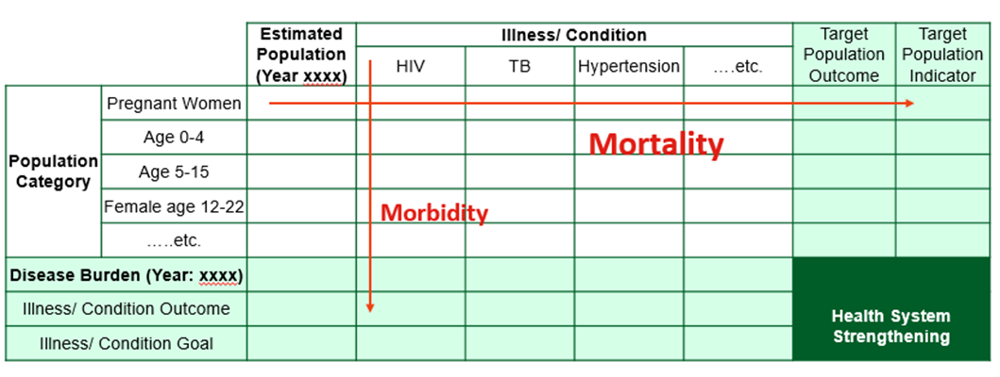 Estimated
Population
(Year xxxx)
Illness/ Condition
Target
Population
Outcome
Target
Population
Indicator
HIV
TB
Hypertension
....etc.
Population
Category
Pregnant Women
Age 0-4
Mortality
Age 5-15
Female age 12-22
Morbidity
.....etc.
Disease Burden (Year: xxxx)
Illness/ Condition Outcome
Illness/ Condition Goal
Health System
Strengthening